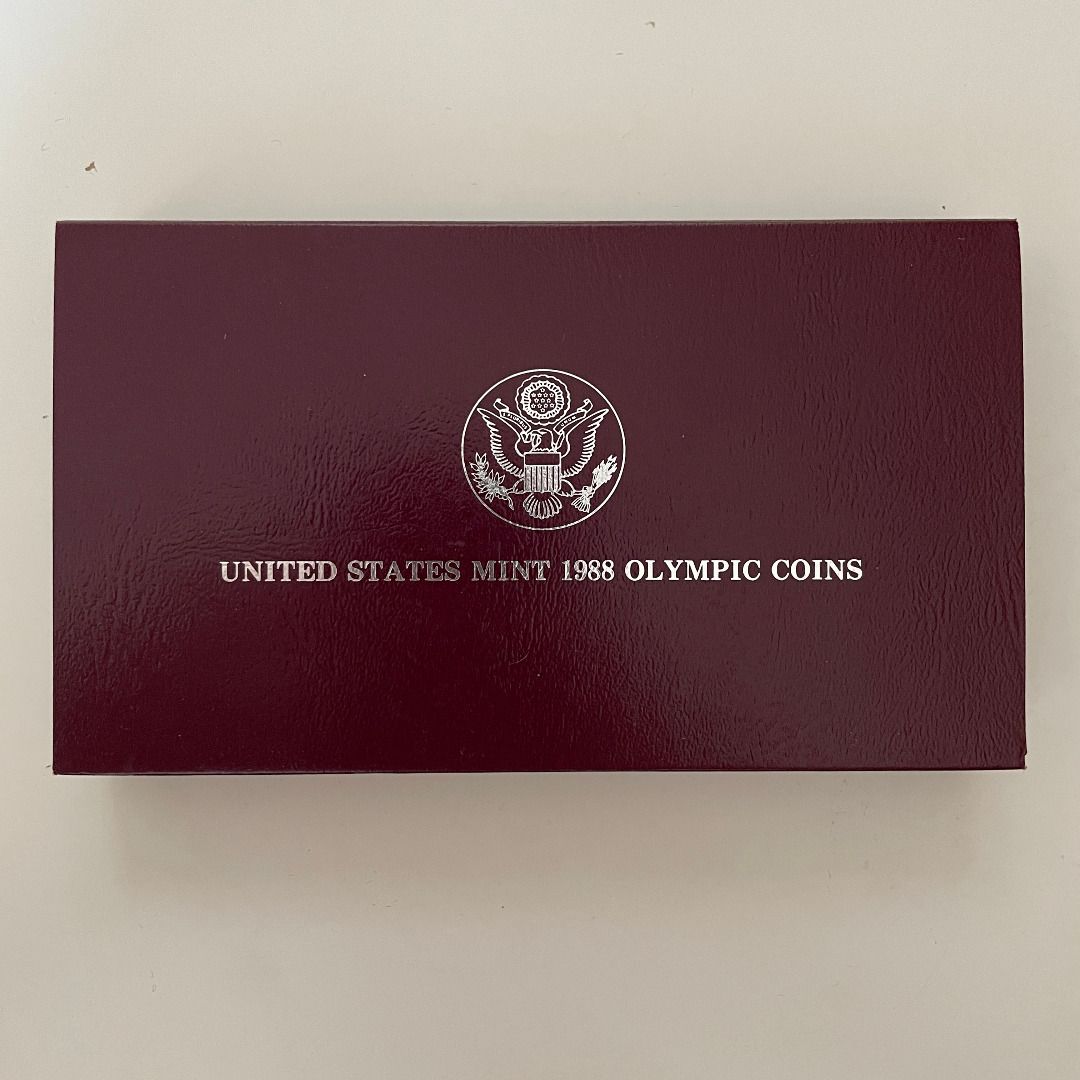 UNITED STATES MINT 1988 OLYMPIC COINS